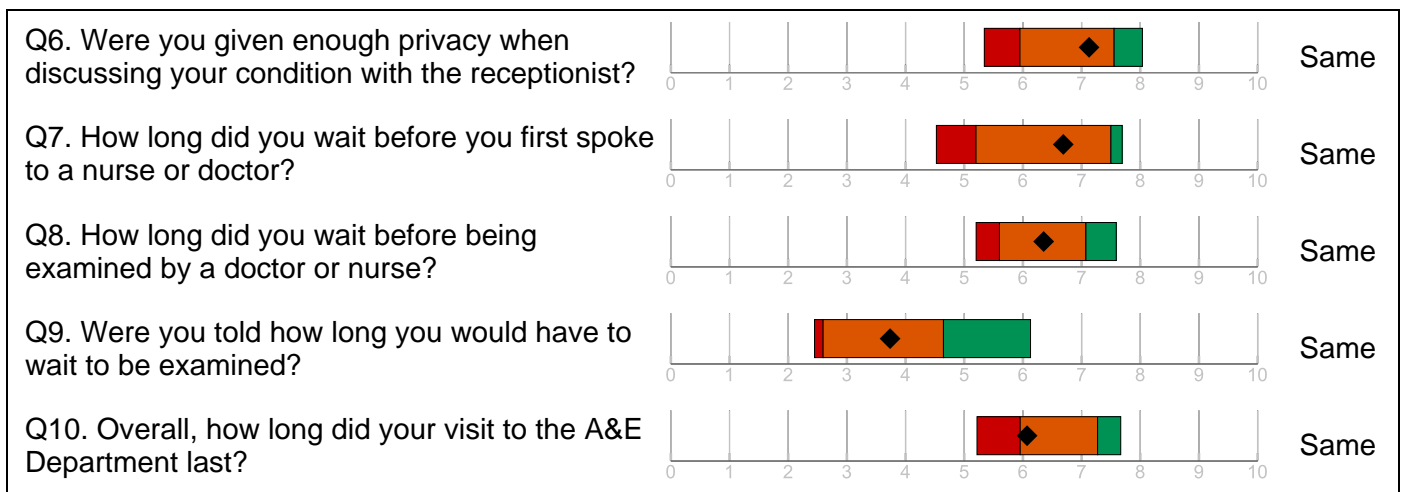 Q6. Were you given enough privacy when
discussing your condition with the receptionist?
0 1 2 3 4 5 6 7 8 9 10
Same
Q7. How long did you wait before you first spoke
to a nurse or doctor?
0 1 2 3 4 5 6 7 8 9 10
Same
Q8. How long did you wait before being
examined by a doctor or nurse?
0 1 2 3 4 5 6 7 8 9 10
Same
Q9. Were you told how long you would have to
wait to be examined?
0 1 2 3 4 5 6 7 8 9 10
Same
Q10. Overall, how long did your visit to the A&E
Department last?
0 1 2 3 4 5 6 7 8 9 10
Same